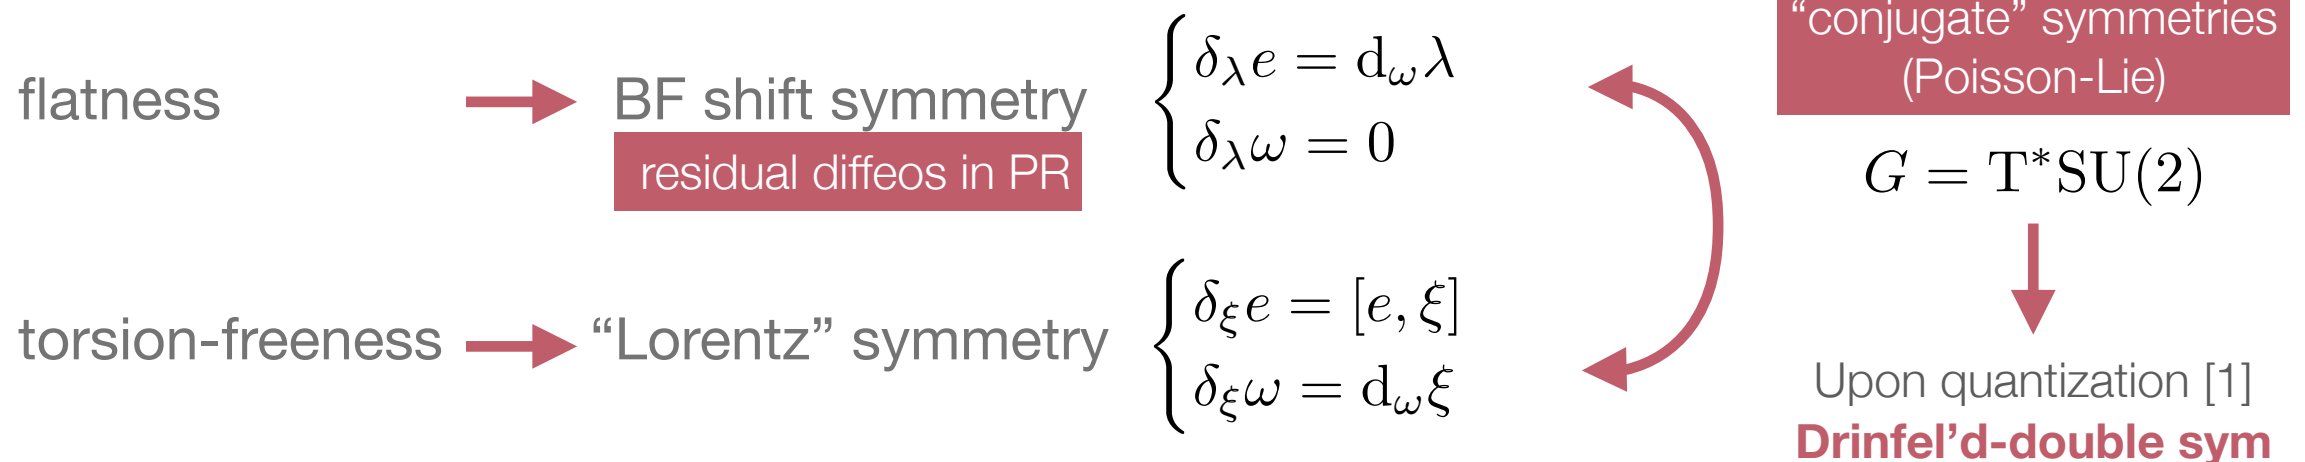 flatness
BF shift symmetry
residual diffeos in PR
δ_λ e = d_ω λ
δ_λ ω = 0
torsion-freeness
“Lorentz” symmetry
δ_ξ e = [e, ξ]
δ_ξ ω = d_ω ξ
“conjugate” symmetries
(Poisson-Lie)
G = T*SU(2)
Upon quantization [1]
Drinfel’d-double sym